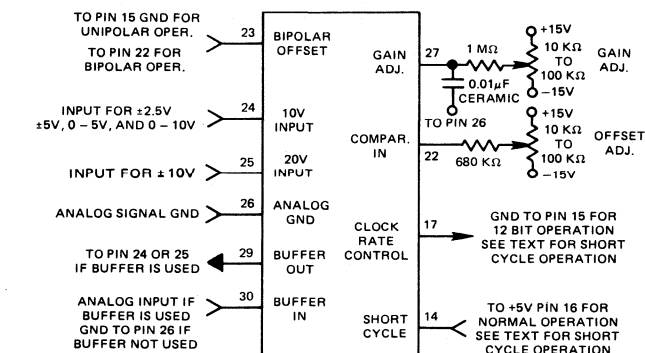 TO PIN 15 GND FOR
UNIPOLAR OPER.
TO PIN 22 FOR
BIPOLAR OPER.
23
BIPOLAR
OFFSET
INPUT FOR ±2.5V
±5V, 0 – 5V, AND 0 – 10V
24
10V
INPUT
INPUT FOR ± 10V
25
20V
INPUT
ANALOG SIGNAL GND
26
ANALOG
GND
TO PIN 24 OR 25
IF BUFFER IS USED
29
BUFFER
OUT
ANALOG INPUT IF
BUFFER IS USED
GND TO PIN 26 IF
BUFFER NOT USED
30
BUFFER
IN
GAIN
ADJ.
27
1 MΩ
0.01µF
CERAMIC
TO PIN 26
+15V
10 KΩ
TO
100 KΩ
–15V
GAIN
ADJ.
COMPAR.
IN
22
680 KΩ
+15V
10 KΩ
TO
100 KΩ
–15V
OFFSET
ADJ.
CLOCK
RATE
CONTROL
17
GND TO PIN 15 FOR
12 BIT OPERATION
SEE TEXT FOR SHORT
CYCLE OPERATION
SHORT
CYCLE
14
TO +5V PIN 16 FOR
NORMAL OPERATION
SEE TEXT FOR SHORT
CYCLE OPERATION